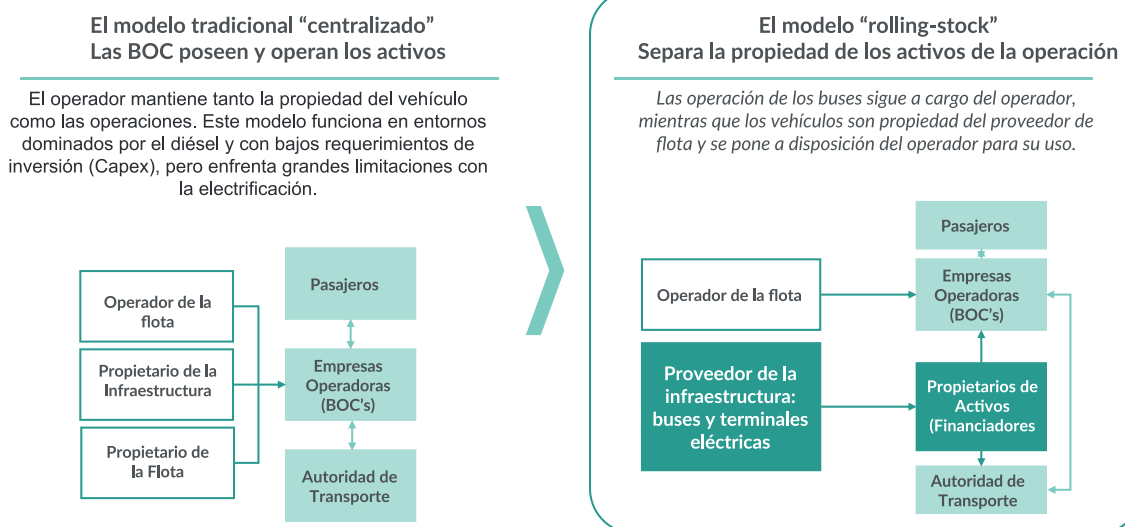 El modelo tradicional “centralizado”
Las BOC poseen y operan los activos
El operador mantiene tanto la propiedad del vehículo
como las operaciones. Este modelo funciona en entornos
dominados por el diésel y con bajos requerimientos de
inversión (Capex), pero enfrenta grandes limitaciones con
la electrificación.
Operador de la
flota
Propietario de la
Infraestructura
Propietario de
la Flota
Pasajeros
Empresas
Operadoras
(BOC’s)
Autoridad de
Transporte
El modelo “rolling-stock”
Separa la propiedad de los activos de la operación
Las operación de los buses sigue a cargo del operador,
mientras que los vehículos son propiedad del proveedor de
flota y se pone a disposición del operador para su uso.
Operador de la flota
Proveedor de la
infraestructura:
buses y terminales
eléctricas
Pasajeros
Empresas
Operadoras
(BOC’s)
Propietarios de
Activos
(Financiadores
Autoridad de
Transporte